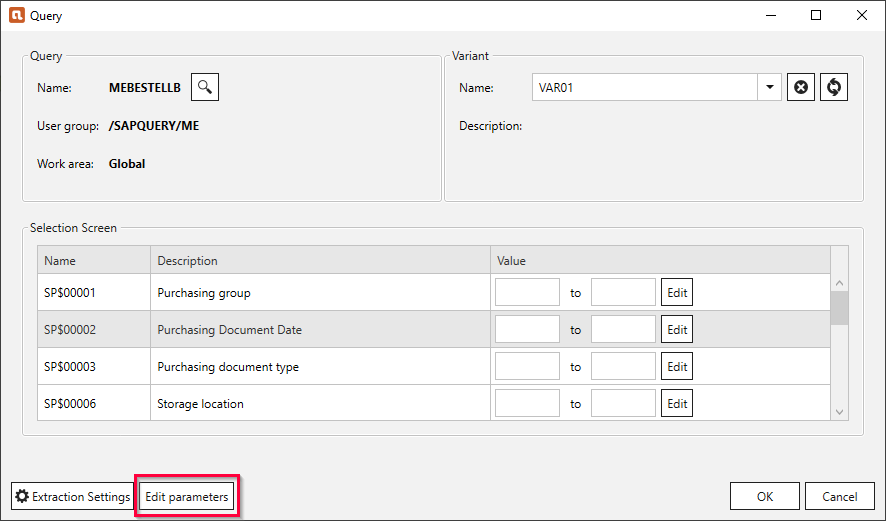 Query
Query
Name: MEBESTELLB
User group: /SAPQUERY/ME
Work area: Global
Variant
Name: VAR01
Description:
Selection Screen
Name Description Value
SP$00001 Purchasing group to Edit
SP$00002 Purchasing Document Date to Edit
SP$00003 Purchasing document type to Edit
SP$00006 Storage location to Edit
Extraction Settings Edit parameters OK Cancel